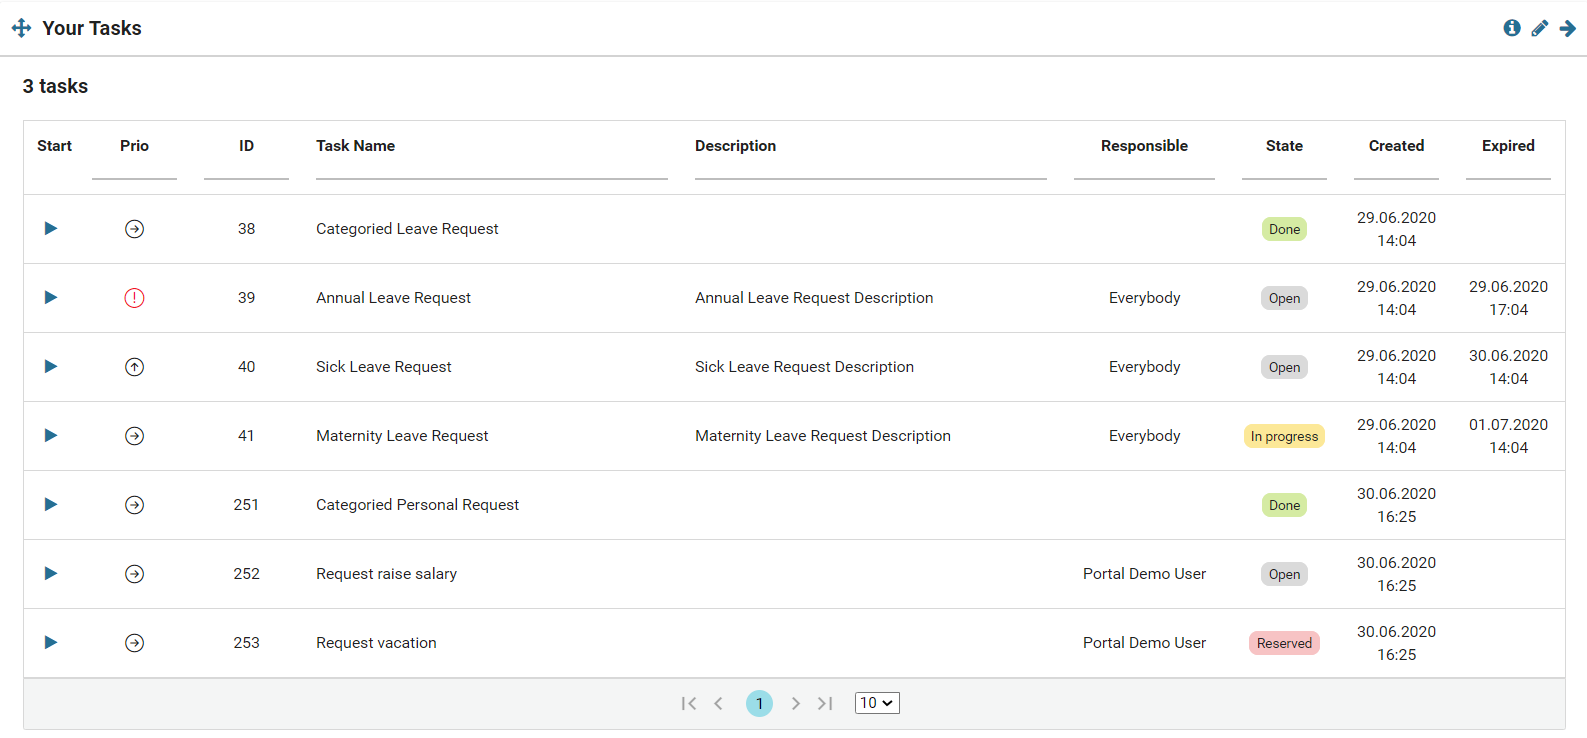 Your Tasks
3 tasks
Start Prio ID Task Name Description Responsible State Created Expired
38 Categoried Leave Request Done 29.06.2020 14:04
39 Annual Leave Request Annual Leave Request Description Everybody Open 29.06.2020 14:04 29.06.2020 17:04
40 Sick Leave Request Sick Leave Request Description Everybody Open 29.06.2020 14:04 30.06.2020 14:04
41 Maternity Leave Request Maternity Leave Request Description Everybody In progress 29.06.2020 14:04 01.07.2020 14:04
251 Categoried Personal Request Done 30.06.2020 16:25
252 Request raise salary Portal Demo User Open 30.06.2020 16:25
253 Request vacation Portal Demo User Reserved 30.06.2020 16:25
1 10